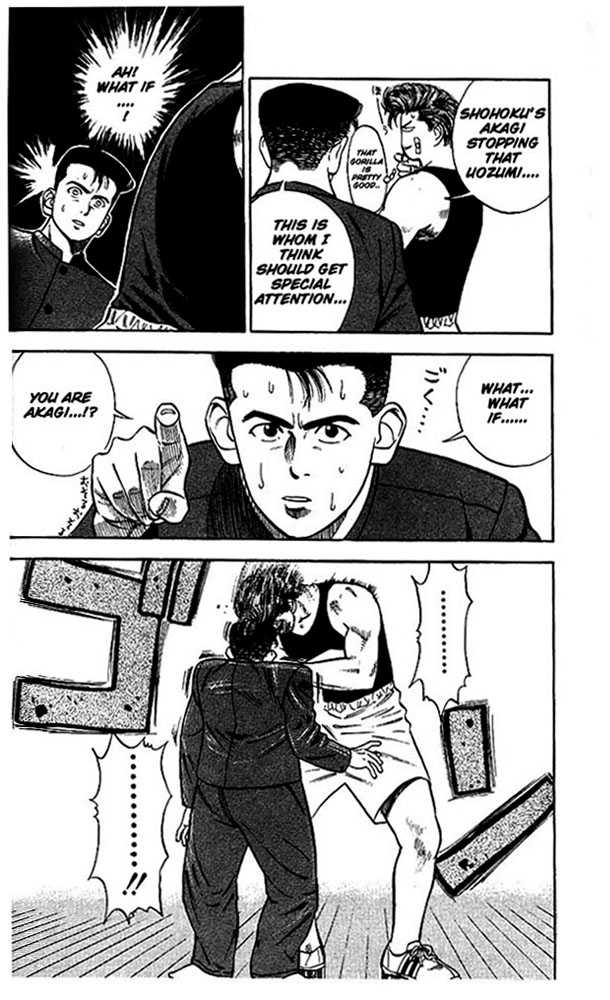 SHOHOKU'S
AKAGI
STOPPING
THAT
UOZUMI....
THAT
GORILLA
IS
PRETTY
GOOD..
THIS IS
WHOM I
THINK
SHOULD GET
SPECIAL
ATTENTION...
AH!
WHAT IF
....
!
WHAT...
WHAT
IF......
YOU ARE
AKAGI...!?
.........
ゴン
.........!!